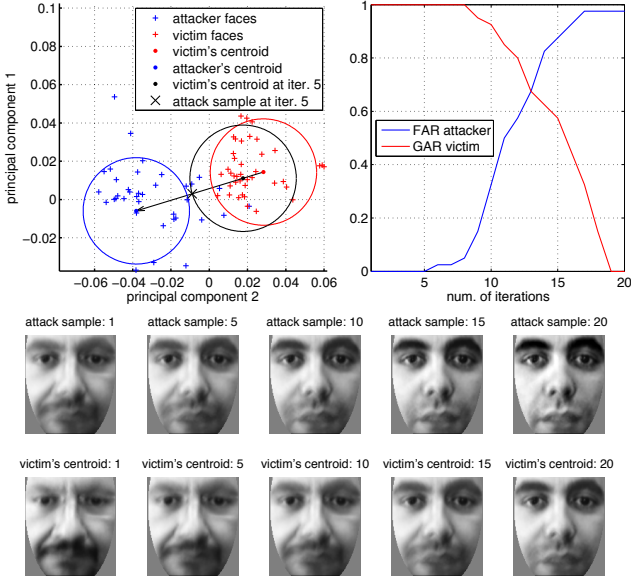 0.1
0.08
0.06
0.04
0.02
0
−0.02
principal component 1
−0.06 −0.04 −0.02 0 0.02 0.04 0.06
principal component 2
attacker faces
victim faces
victim's centroid
attacker's centroid
victim's centroid at iter. 5
attack sample at iter. 5
1
0.8
0.6
0.4
0.2
0
FAR attacker
GAR victim
5 10 15 20
num. of iterations
attack sample: 1 attack sample: 5 attack sample: 10 attack sample: 15 attack sample: 20
victim's centroid: 1 victim's centroid: 5 victim's centroid: 10 victim's centroid: 15 victim's centroid: 20